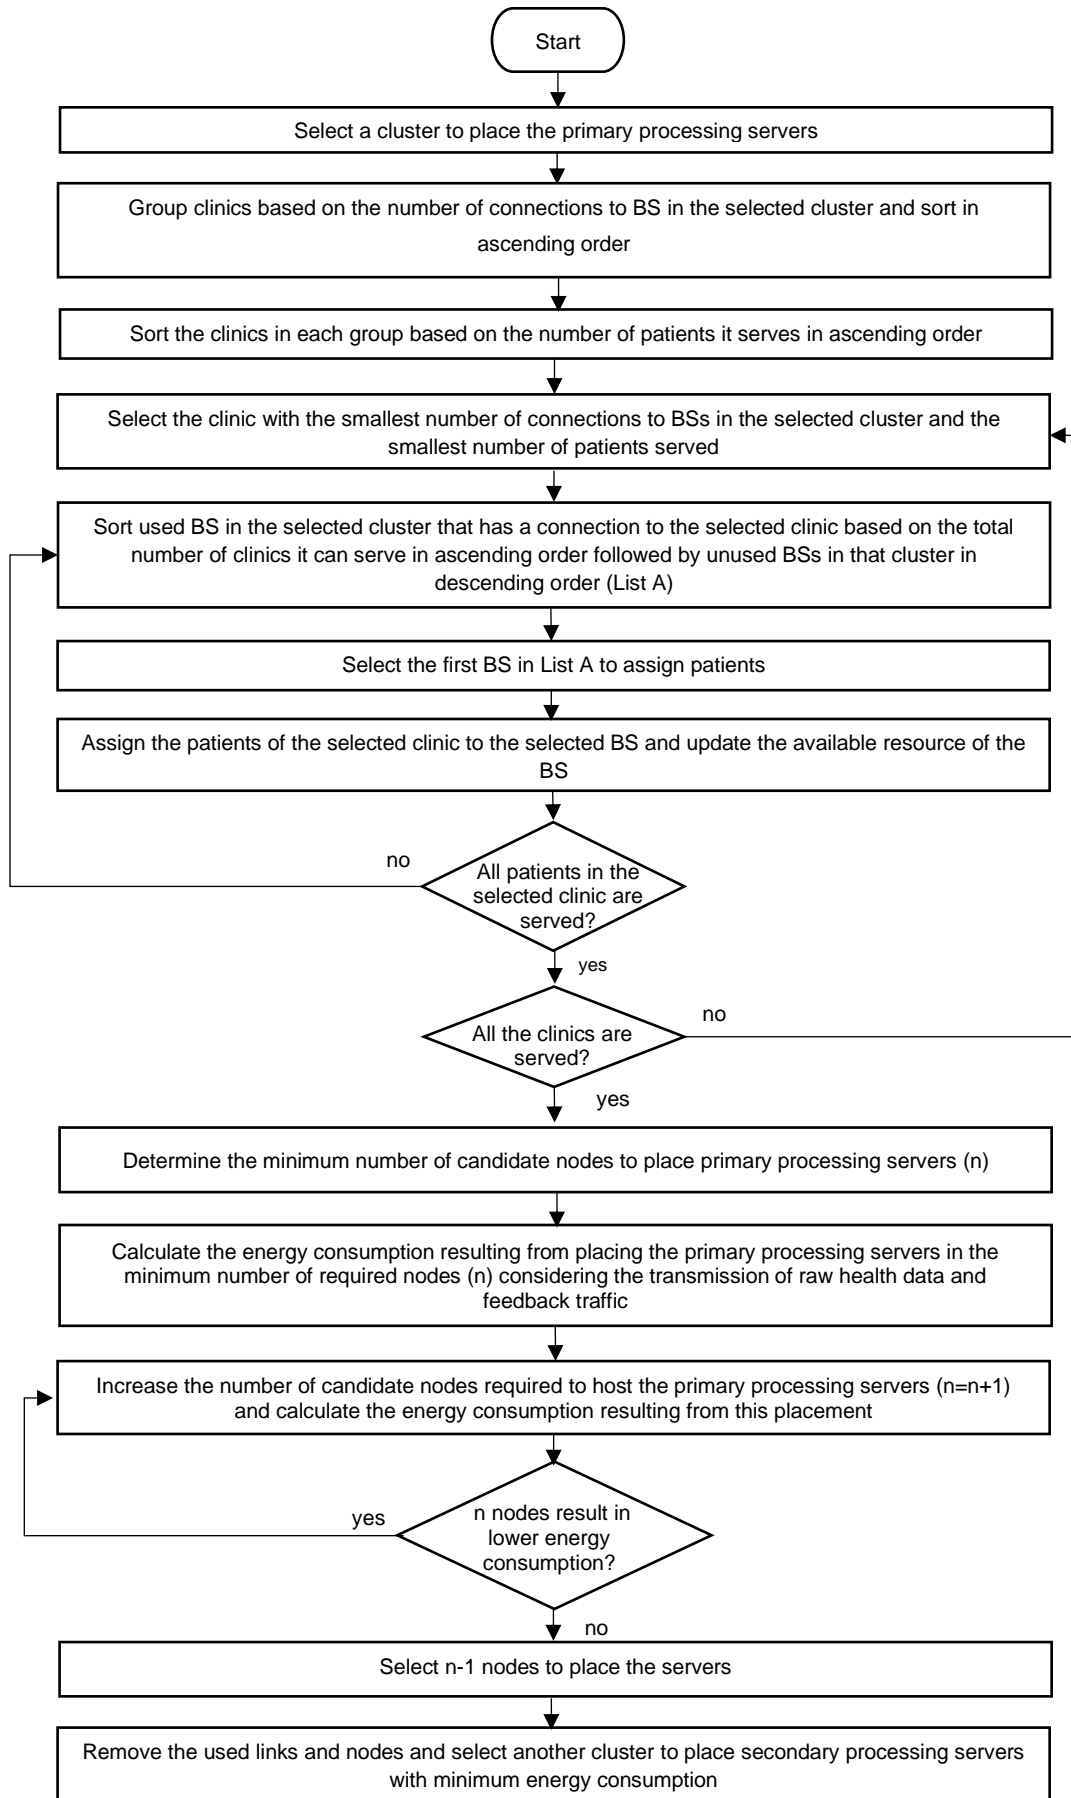 Start
Select a cluster to place the primary processing servers
Group clinics based on the number of connections to BS in the selected cluster and sort in
ascending order
Sort the clinics in each group based on the number of patients it serves in ascending order
Select the clinic with the smallest number of connections to BSs in the selected cluster and the
smallest number of patients served
Sort used BS in the selected cluster that has a connection to the selected clinic based on the total
number of clinics it can serve in ascending order followed by unused BSs in that cluster in
descending order (List A)
Select the first BS in List A to assign patients
Assign the patients of the selected clinic to the selected BS and update the available resource of the
BS
no
All patients in the
selected clinic are
served?
yes
no
All the clinics are
served?
yes
Determine the minimum number of candidate nodes to place primary processing servers (n)
Calculate the energy consumption resulting from placing the primary processing servers in the
minimum number of required nodes (n) considering the transmission of raw health data and
feedback traffic
Increase the number of candidate nodes required to host the primary processing servers (n=n+1)
and calculate the energy consumption resulting from this placement
yes
n nodes result in
lower energy
consumption?
no
Select n-1 nodes to place the servers
Remove the used links and nodes and select another cluster to place secondary processing servers
with minimum energy consumption